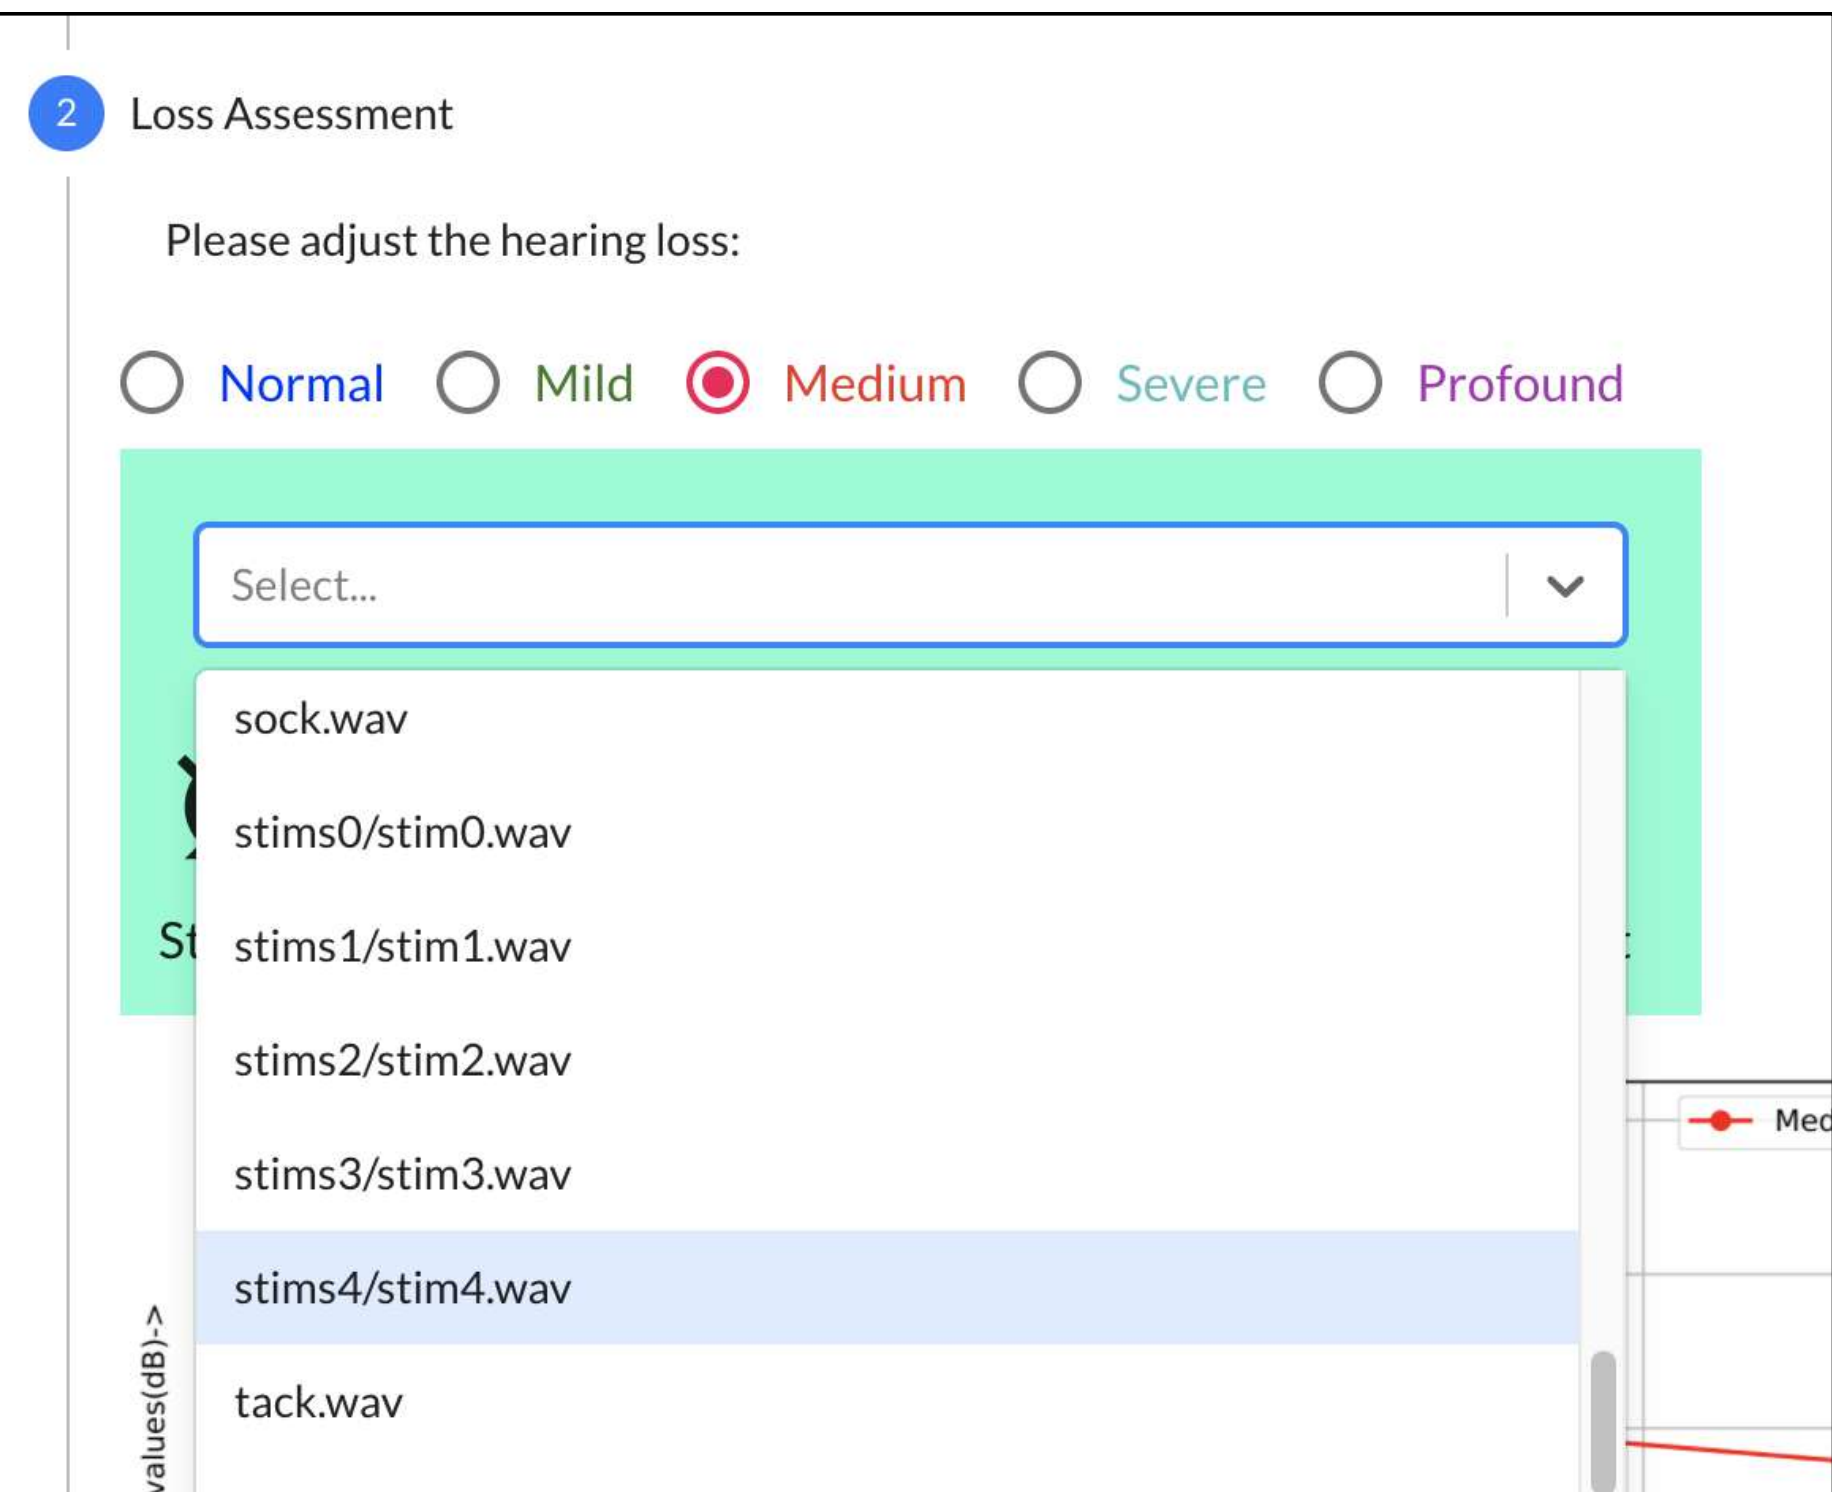 2 Loss Assessment
Please adjust the hearing loss:
Normal Mild Medium Severe Profound
Select...
sock.wav
stims0/stim0.wav
stims1/stim1.wav
stims2/stim2.wav
stims3/stim3.wav
stims4/stim4.wav
tack.wav
values(dB)->